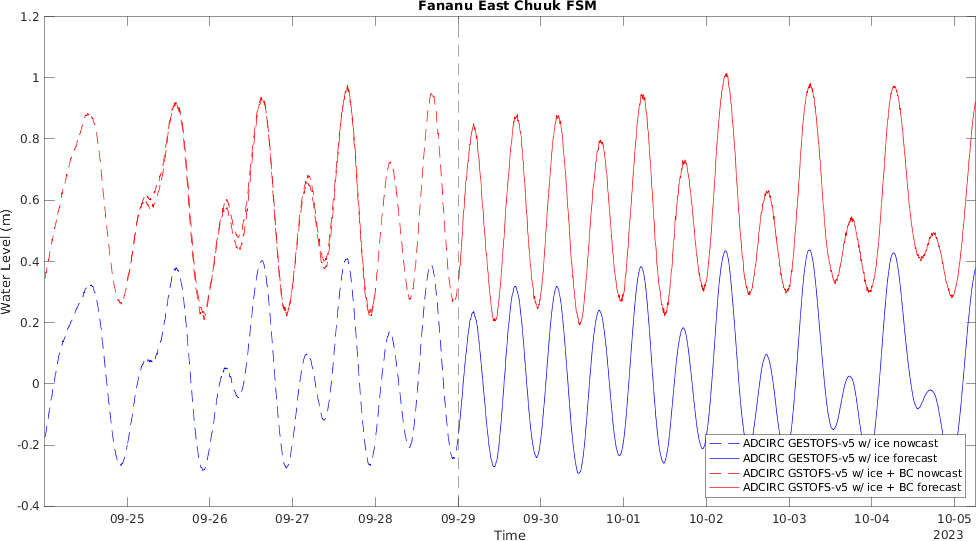 Fananu East Chuuk FSM
1.2
1
0.8
0.6
0.4
0.2
0
-0.2
-0.4
Water Level (m)
ADCIRC GESTOFS-v5 w/ ice nowcast
ADCIRC GESTOFS-v5 w/ ice forecast
ADCIRC GSTOFS-v5 w/ ice + BC nowcast
ADCIRC GSTOFS-v5 w/ ice + BC forecast
09-25 09-26 09-27 09-28 09-29 09-30 10-01 10-02 10-03 10-04 10-05
Time
2023